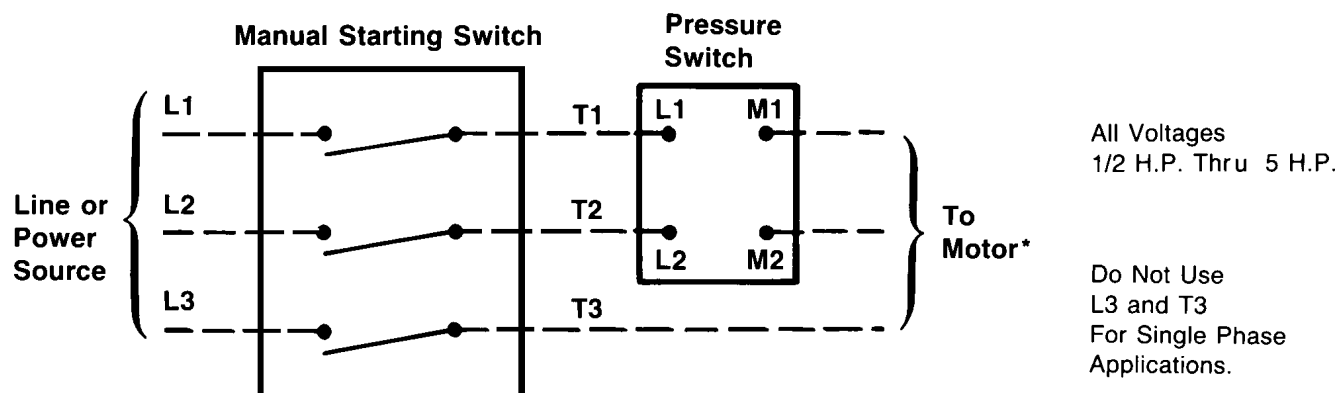 Manual Starting Switch
Pressure
Switch
L1
T1
L1
M1
All Voltages
1/2 H.P. Thru 5 H.P.
Line or
Power
Source
L2
T2
L2
M2
To
Motor*
L3
T3
Do Not Use
L3 and T3
For Single Phase
Applications.